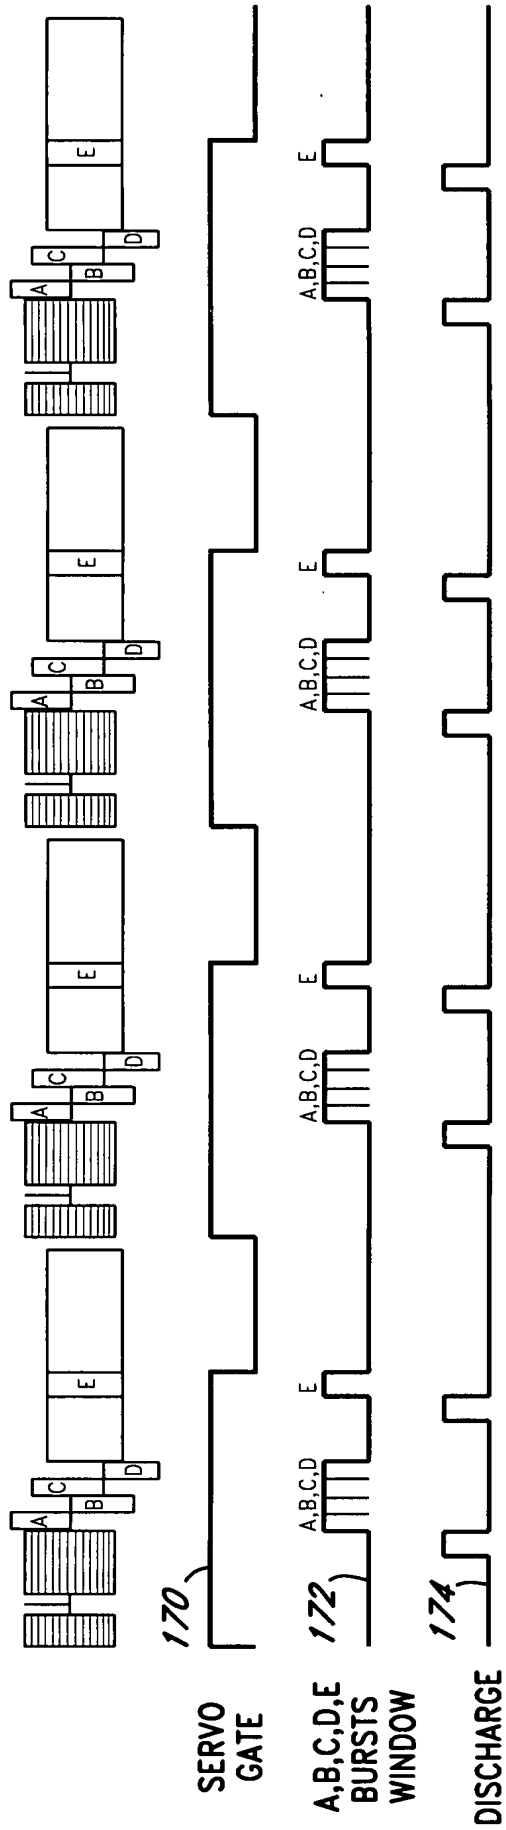 A
B
C
D
E
A
B
C
D
E
A
B
C
D
E
A
B
C
D
E
SERVO
GATE
170
A,B,C,D,E
BURSTS
WINDOW
172
A,B,C,D
E
A,B,C,D
E
A,B,C,D
E
A,B,C,D
E
DISCHARGE
174